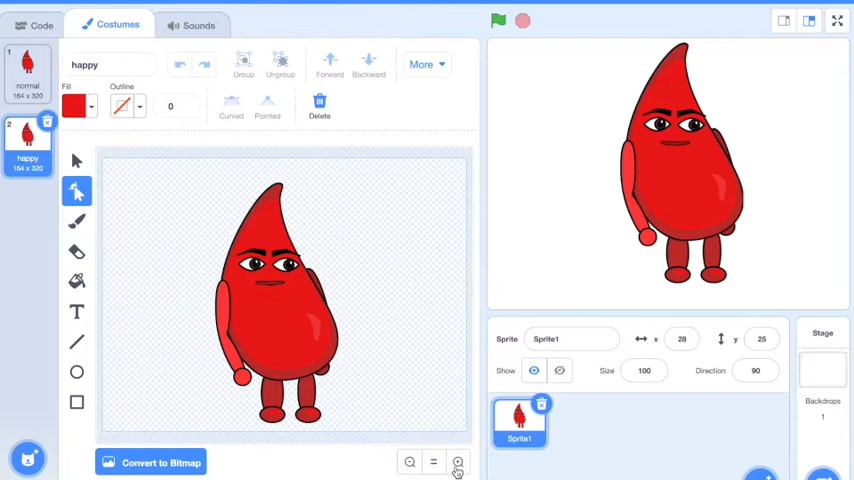 Code
Costumes
Sounds
1
normal
164 x 320
2
happy
164 x 320
happy
Group
Ungroup
Forward
Backward
More
Fill
Outline
0
Curved
Pointed
Delete
T
Convert to Bitmap
Sprite
Sprite1
x
28
y
25
Show
Size
100
Direction
90
Sprite1
Stage
Backdrops
1